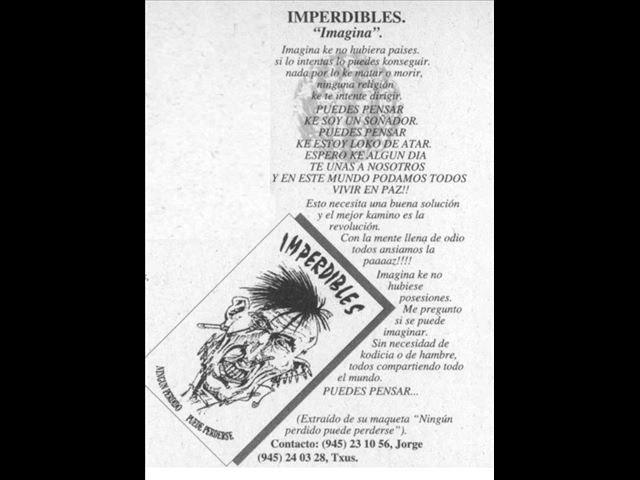 IMPERDIBLES.
“Imagina”.
Imagina ke no hubiera paises.
si lo intentas lo puedes konseguir.
nada por lo ke matar o morir,
ninguna religión
ke te intente dirigir.
PUEDES PENSAR
KE SOY UN SOÑADOR.
PUEDES PENSAR
KE ESTOY LOKO DE ATAR.
ESPERO KE ALGUN DIA
TE UNAS A NOSOTROS
Y EN ESTE MUNDO PODAMOS TODOS
VIVIR EN PAZ!!
Esto necesita una buena solución
y el mejor kamino es la
revolución.
Con la mente llena de odio
todos ansíamos la
paaaaz!!!!
Imagina ke no
hubiese
posesiones.
Me pregunto
si se puede
imaginar.
Sin necesidad de
kodicia o de hambre,
todos compartiendo todo
el mundo.
PUEDES PENSAR...
(Extraído de su maqueta “Ningún
perdido puede perderse”).
Contacto: (945) 23 10 56, Jorge
(945) 24 03 28, Txus.
IMPERDIBLES
NINGUN PERDIDO
PUEDE PERDERSE